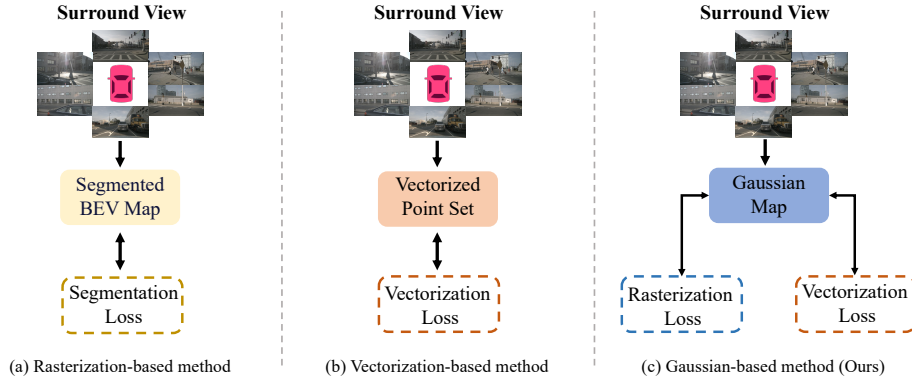 Surround View
Segmented
BEV Map
Segmentation
Loss
(a) Rasterization-based method
Surround View
Vectorized
Point Set
Vectorization
Loss
(b) Vectorization-based method
Surround View
Gaussian
Map
Rasterization
Loss
Vectorization
Loss
(c) Gaussian-based method (Ours)